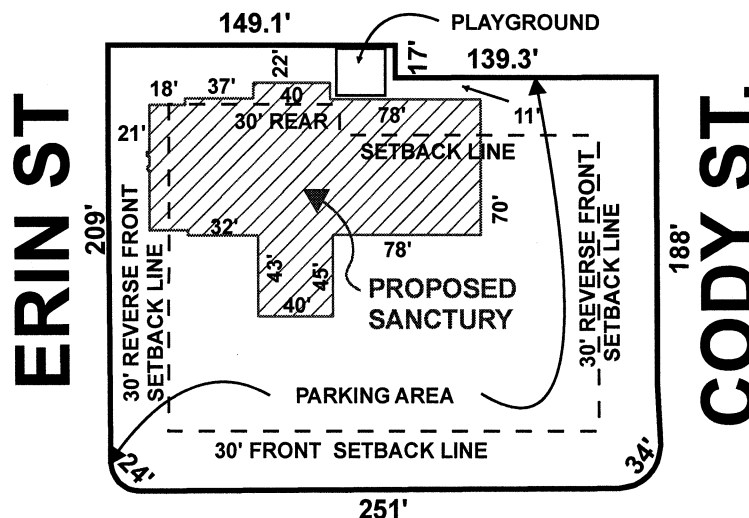 149.1'
PLAYGROUND
17'
139.3'
22'
18'
37'
40
78'
11'
21'
30' REAR
SETBACK LINE
ERIN ST
CODY ST.
209'
30' REVERSE FRONT
SETBACK LINE
32'
43'
45'
40'
78'
70'
PROPOSED
SANCTURY
30' REVERSE FRONT
SETBACK LINE
188'
PARKING AREA
30' FRONT SETBACK LINE
24'
34'
251'